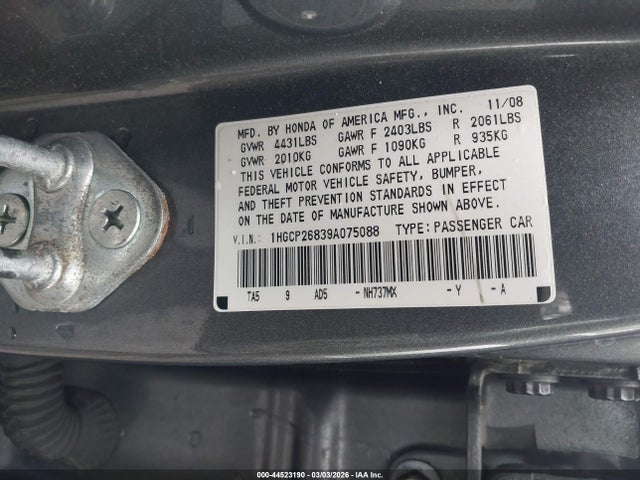 MFD. BY HONDA OF AMERICA MFG., INC. 11/08
GVWR 4431LBS GAWR F 2403LBS R 2061LBS
GVWR 2010KG GAWR F 1090KG R 935KG
THIS VEHICLE CONFORMS TO ALL APPLICABLE
FEDERAL MOTOR VEHICLE SAFETY, BUMPER,
AND THEFT PREVENTION STANDARDS IN EFFECT
ON THE DATE OF MANUFACTURE SHOWN ABOVE.
V.I.N.: 1HGCP26839A075088 TYPE:PASSENGER CAR
TA5 9 AD5 -NH737MX -Y -A
000-44523190 | 03/03/2026 | IAA Inc.